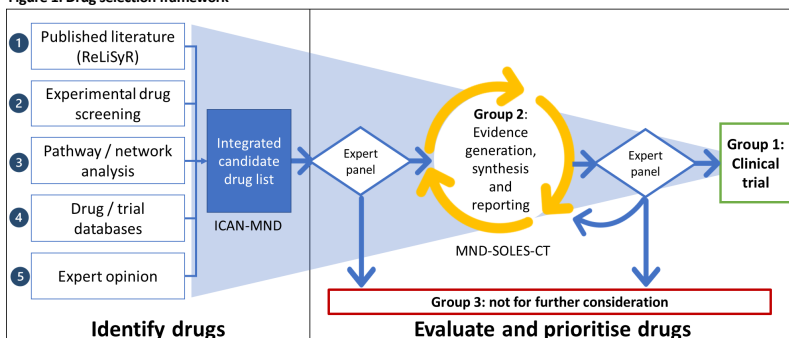 Figure 1. Drug selection framework
1
Published literature
(ReLiSyR)
2
Experimental drug
screening
3
Pathway / network
analysis
4
Drug / trial
databases
5
Expert opinion
Integrated
candidate
drug list
ICAN-MND
Expert
panel
Group 2:
Evidence
generation,
synthesis
and
reporting
MND-SOLES-CT
Expert
panel
Group 1:
Clinical
trial
Group 3: not for further consideration
Identify drugs
Evaluate and prioritise drugs